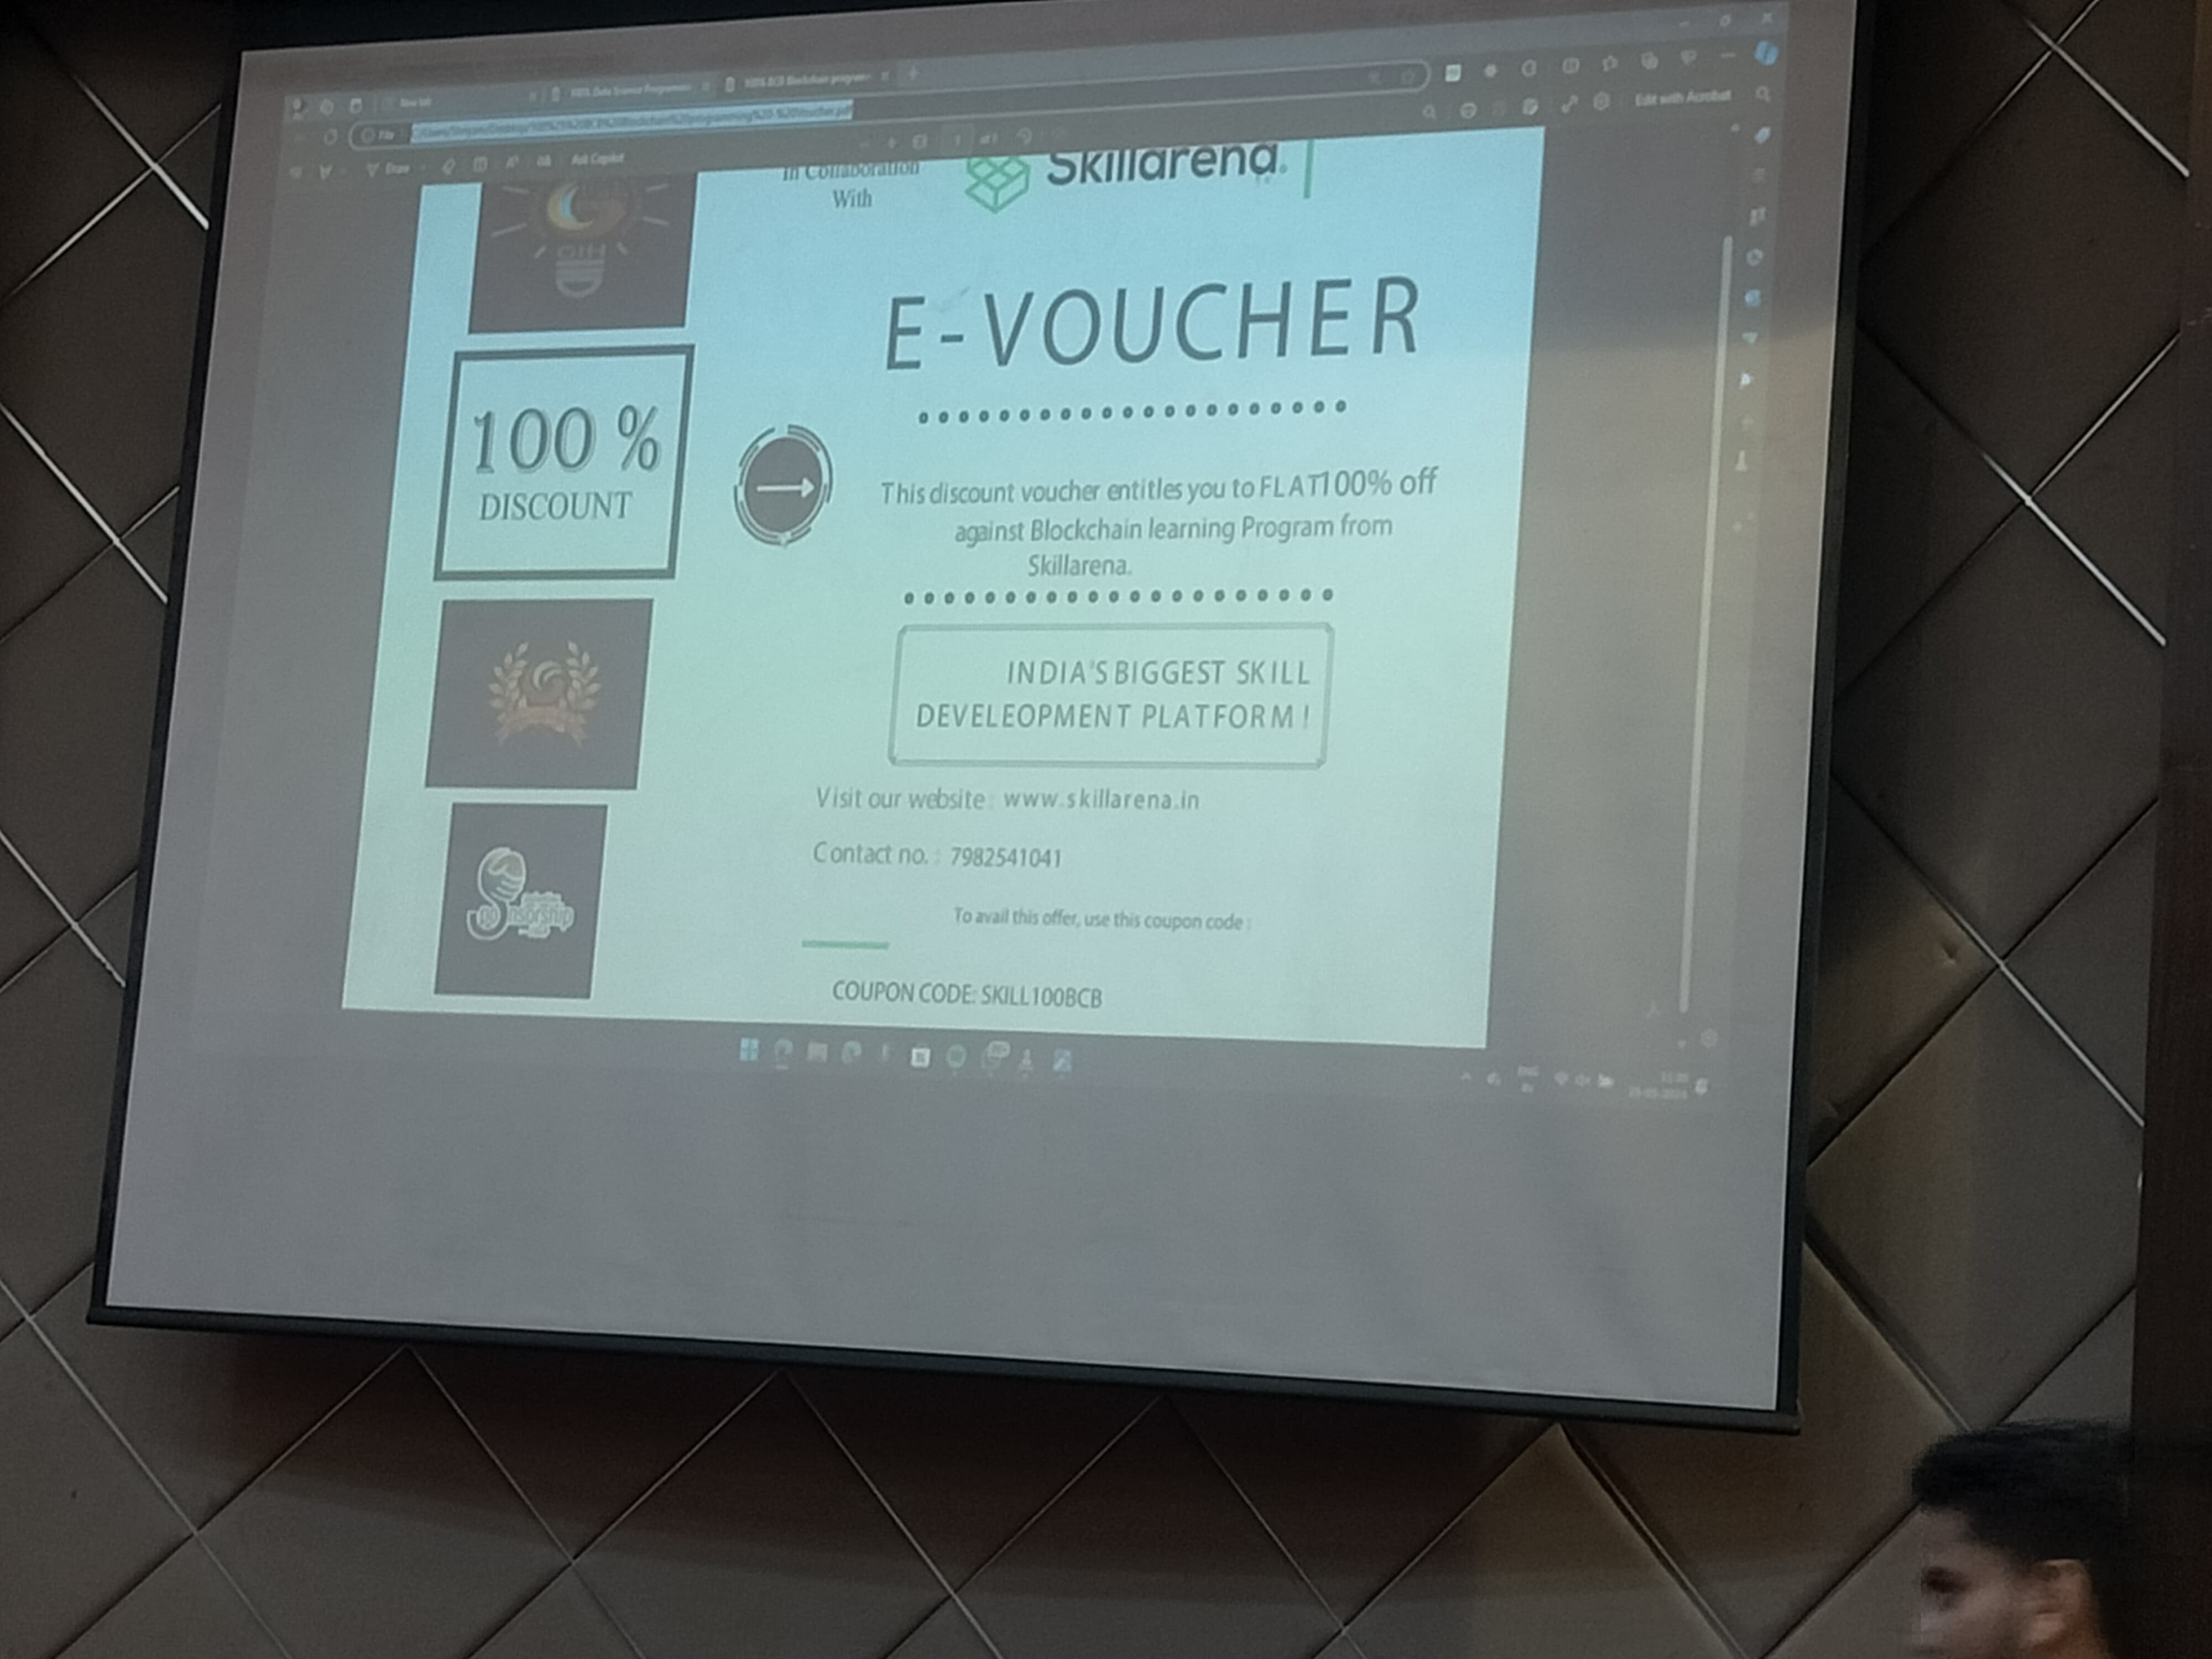 New tab
100% Data Science Programm
100% BCB Blockchain program
File
Draw
Ask Copilot
Edit with Acrobat
In Collaboration
With
Skillarena
E-VOUCHER
100 %
DISCOUNT
This discount voucher entitles you to FLAT100% off
against Blockchain learning Program from
Skillarena.
INDIA'S BIGGEST SKILL
DEVELEOPMENT PLATFORM !
Visit our website : www.skillarena.in
Contact no. : 7982541041
To avail this offer, use this coupon code :
COUPON CODE: SKILL100BCB